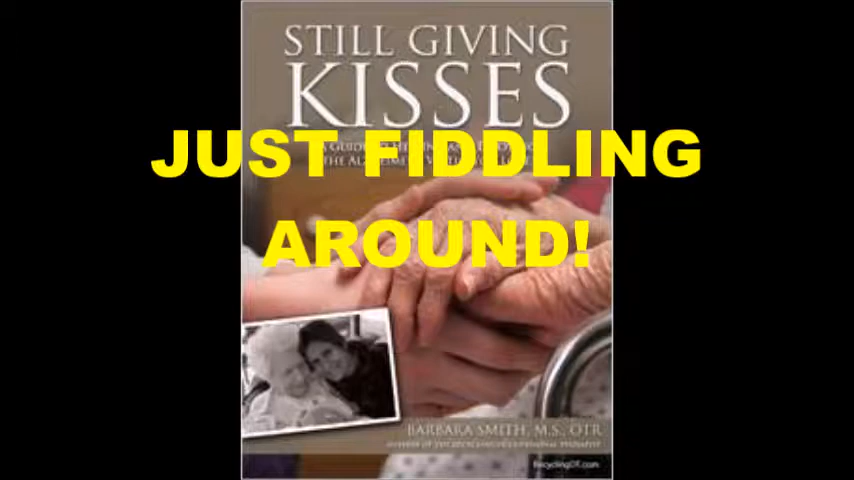 STILL GIVING
KISSES
JUST FIDDLING
AROUND!
BARBARA SMITH, M.S., OTR
RecyclingOT.com